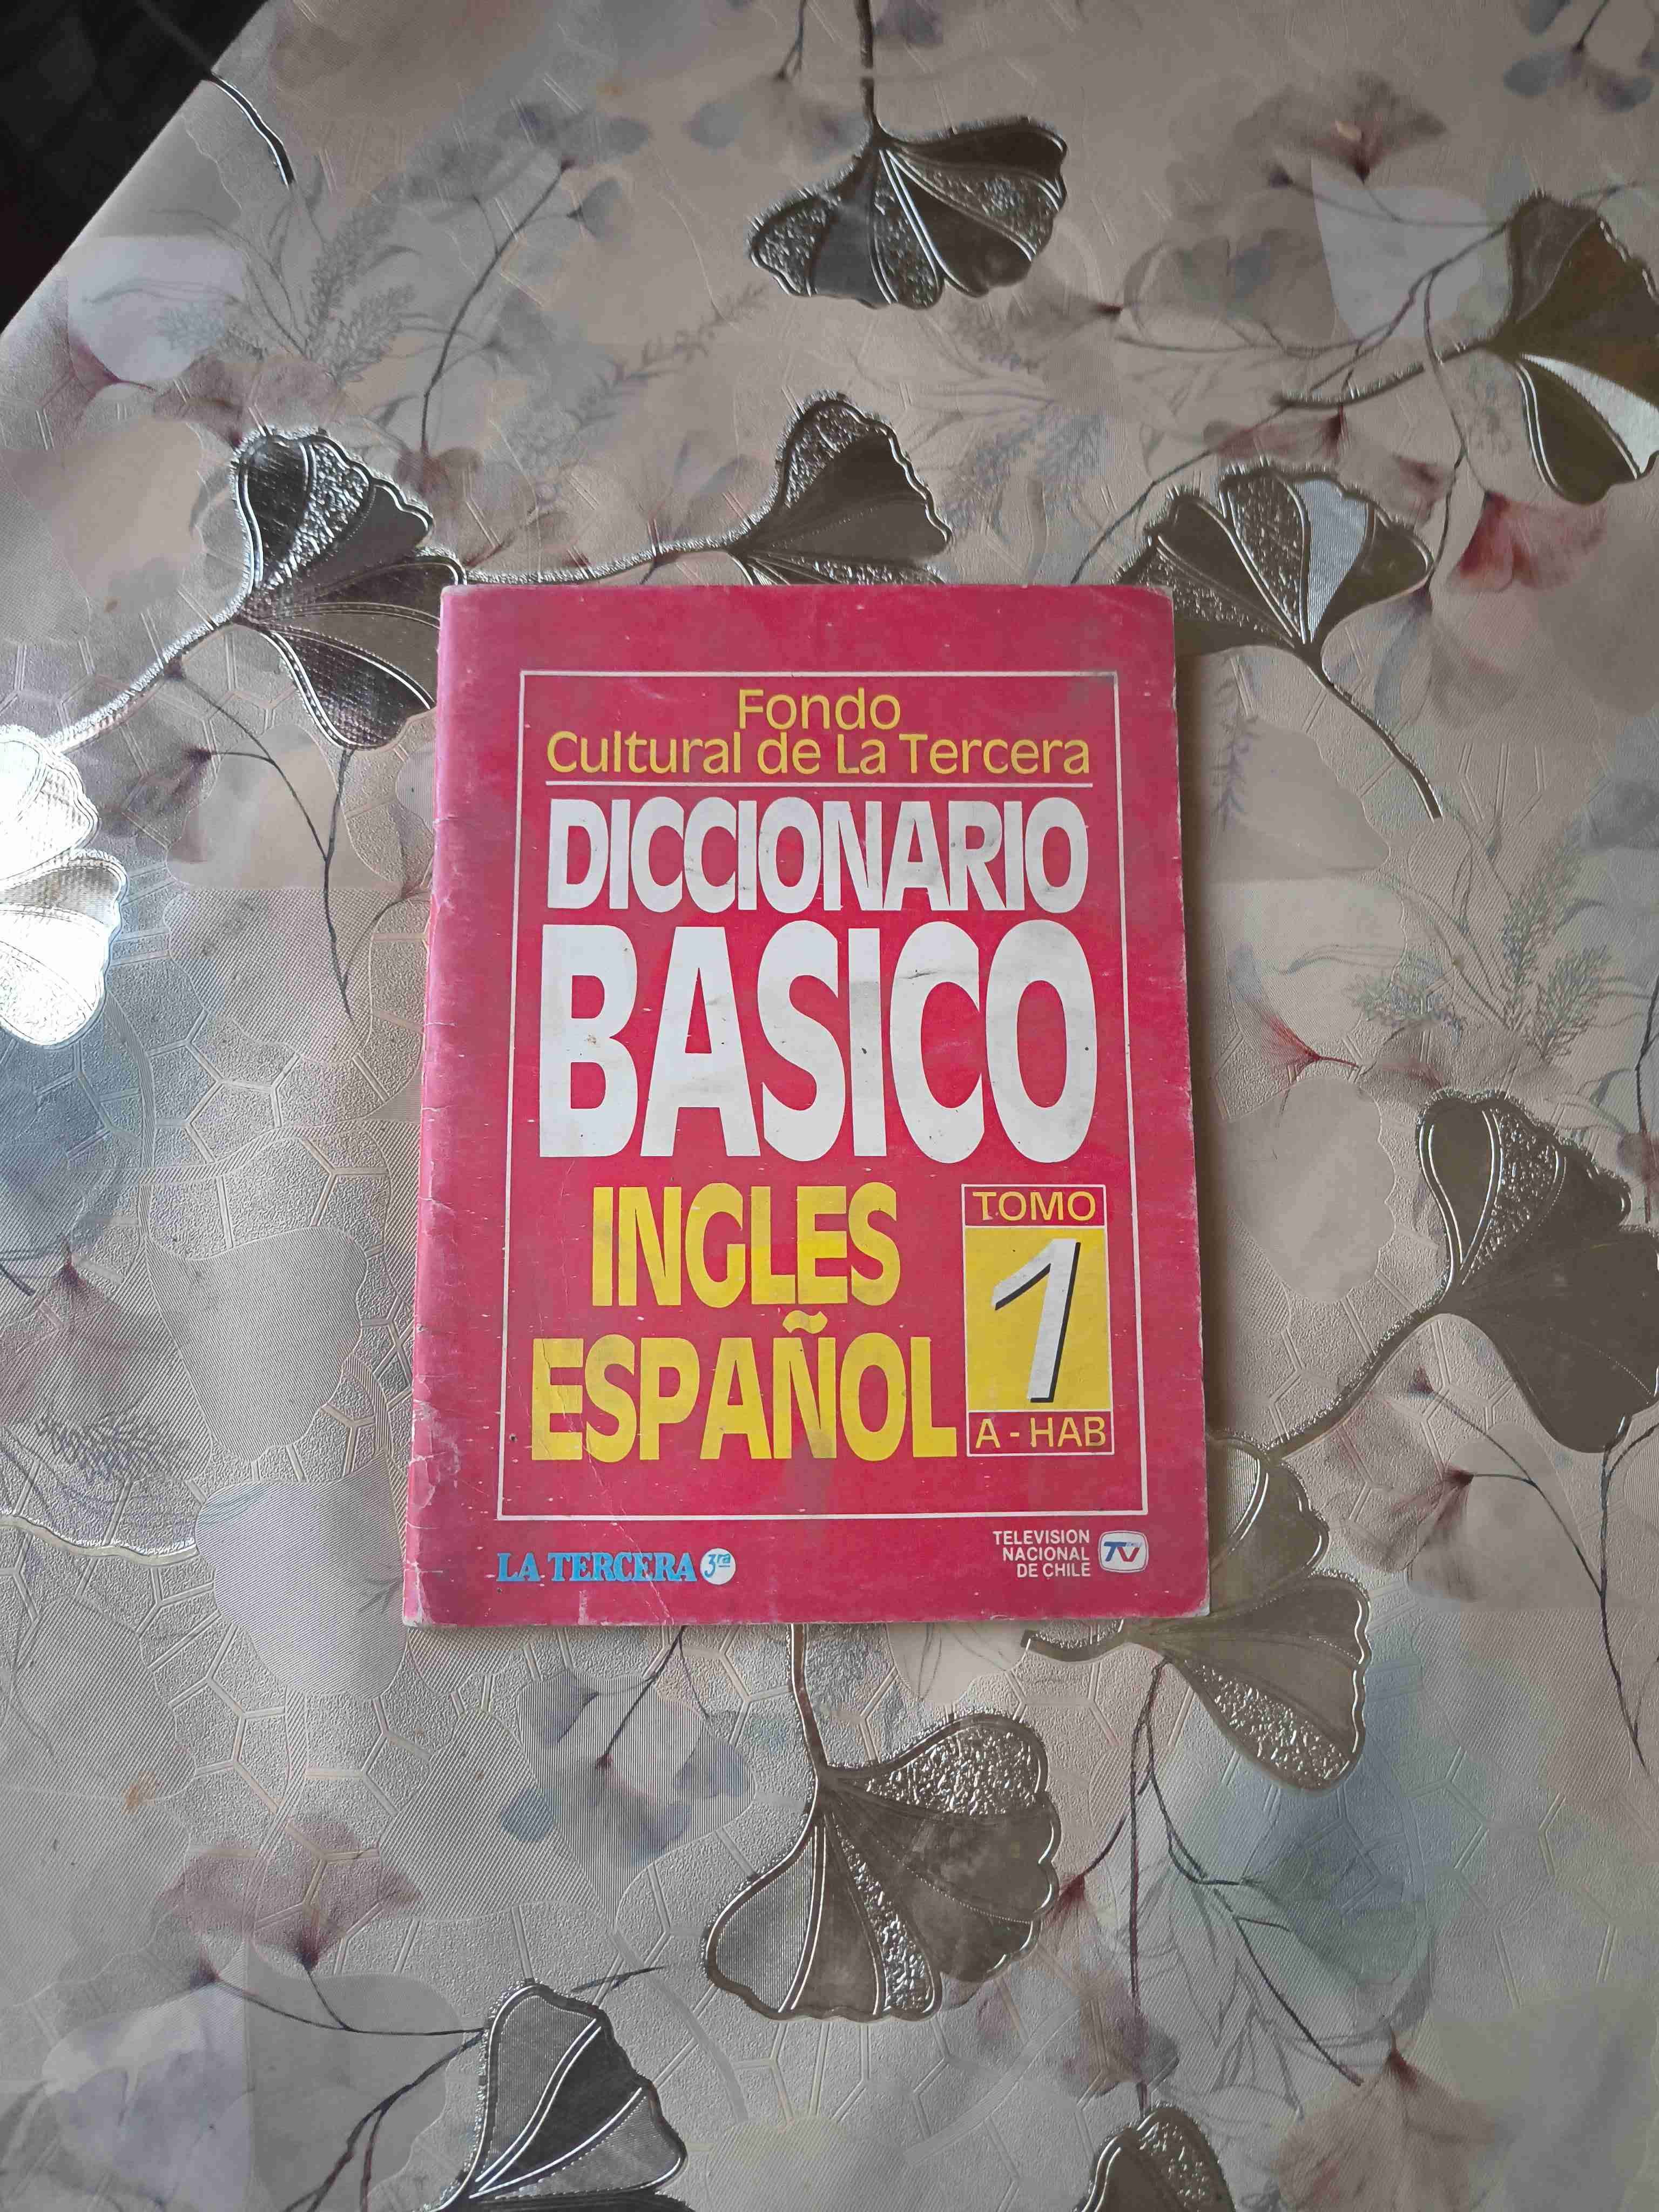 Fondo
Cultural de La Tercera
DICCIONARIO
BASICO
INGLES
ESPAÑOL
TOMO
1
A - HAB
LA TERCERA 3ra
TELEVISION
NACIONAL
DE CHILE
TV